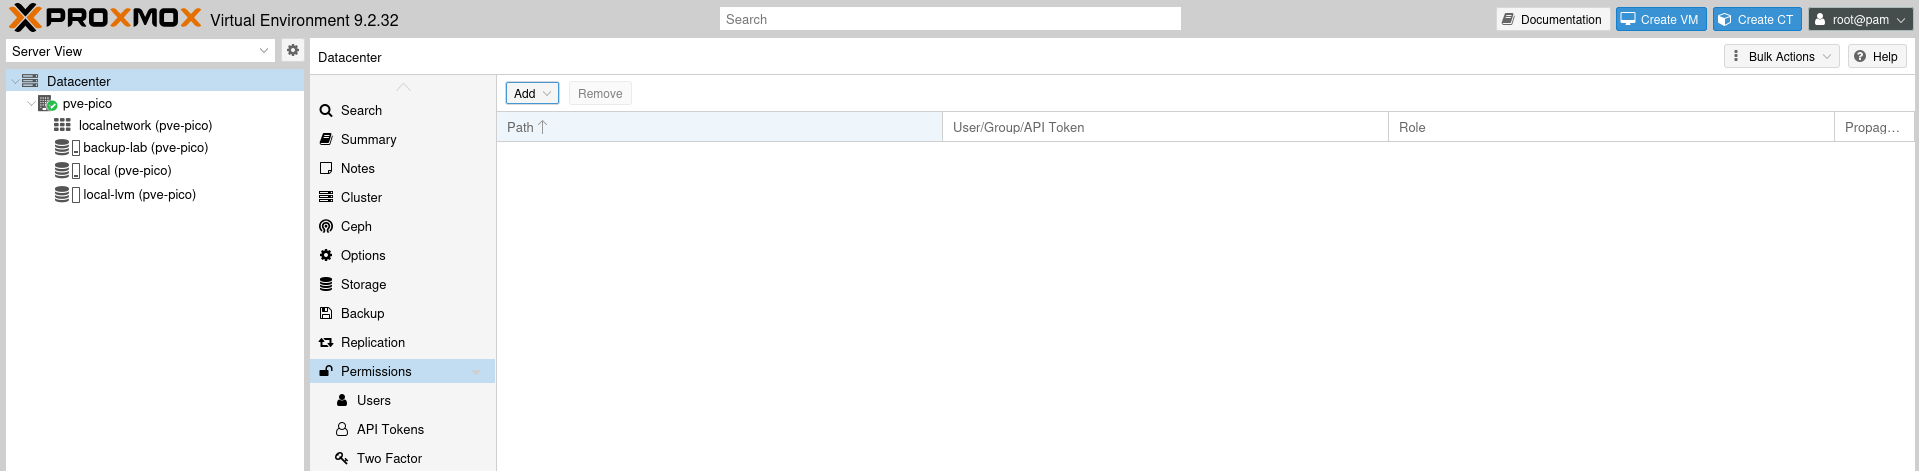 PROXMOX Virtual Environment 9.2.32 Search Documentation Create VM Create CT root@pam
Server View
Datacenter
pve-pico
localnetwork (pve-pico)
backup-lab (pve-pico)
local (pve-pico)
local-lvm (pve-pico)
Datacenter Bulk Actions Help
Search
Summary
Notes
Cluster
Ceph
Options
Storage
Backup
Replication
Permissions
Users
API Tokens
Two Factor
Add Remove
Path User/Group/API Token Role Propag...